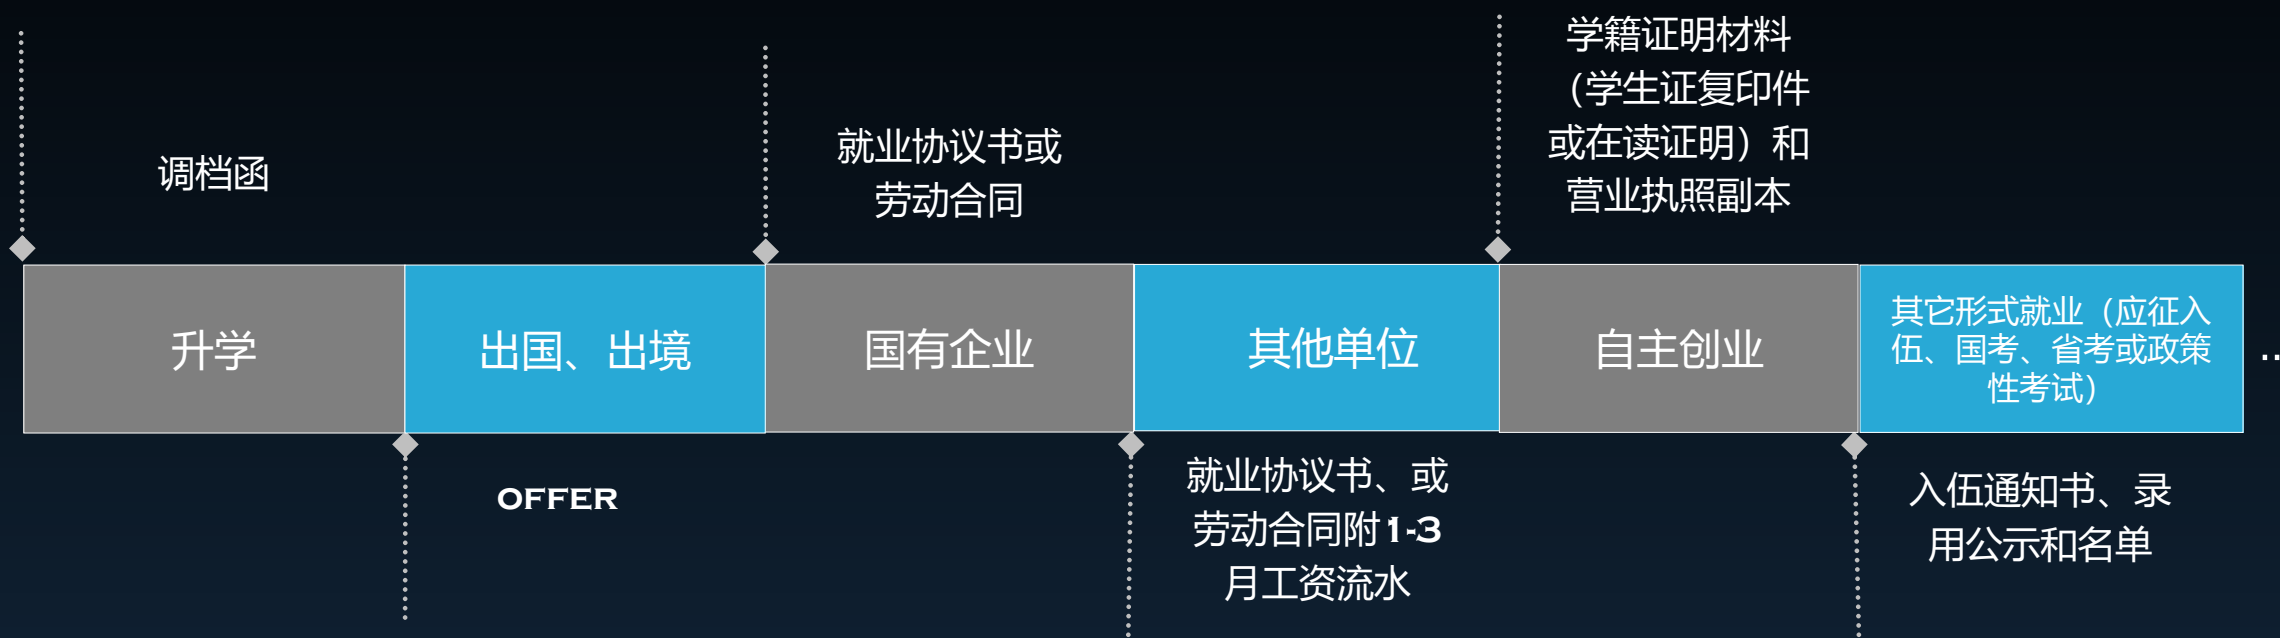 调档函
就业协议书或
劳动合同
学籍证明材料
（学生证复印件
或在读证明）和
营业执照副本
升学
出国、出境
国有企业
其他单位
自主创业
其它形式就业（应征入
伍、国考、省考或政策
性考试）
..
OFFER
就业协议书、或
劳动合同附1-3
月工资流水
入伍通知书、录
用公示和名单